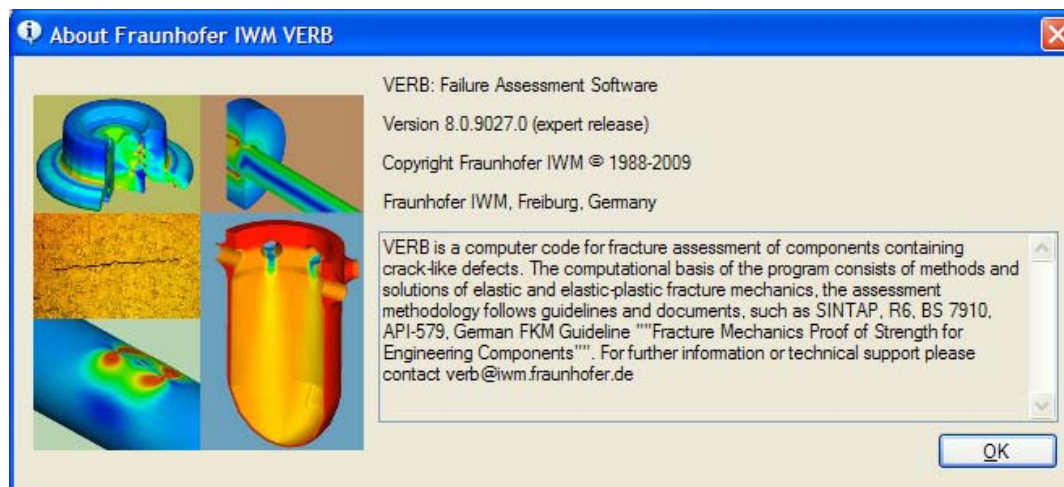 About Fraunhofer IWM VERB
VERB: Failure Assessment Software
Version 8.0.9027.0 (expert release)
Copyright Fraunhofer IWM © 1988-2009
Fraunhofer IWM, Freiburg, Germany
VERB is a computer code for fracture assessment of components containing
crack-like defects. The computational basis of the program consists of methods and
solutions of elastic and elastic-plastic fracture mechanics, the assessment
methodology follows guidelines and documents, such as SINTAP, R6, BS 7910,
API-579, German FKM Guideline ""Fracture Mechanics Proof of Strength for
Engineering Components"". For further information or technical support please
contact verb@iwm.fraunhofer.de
OK